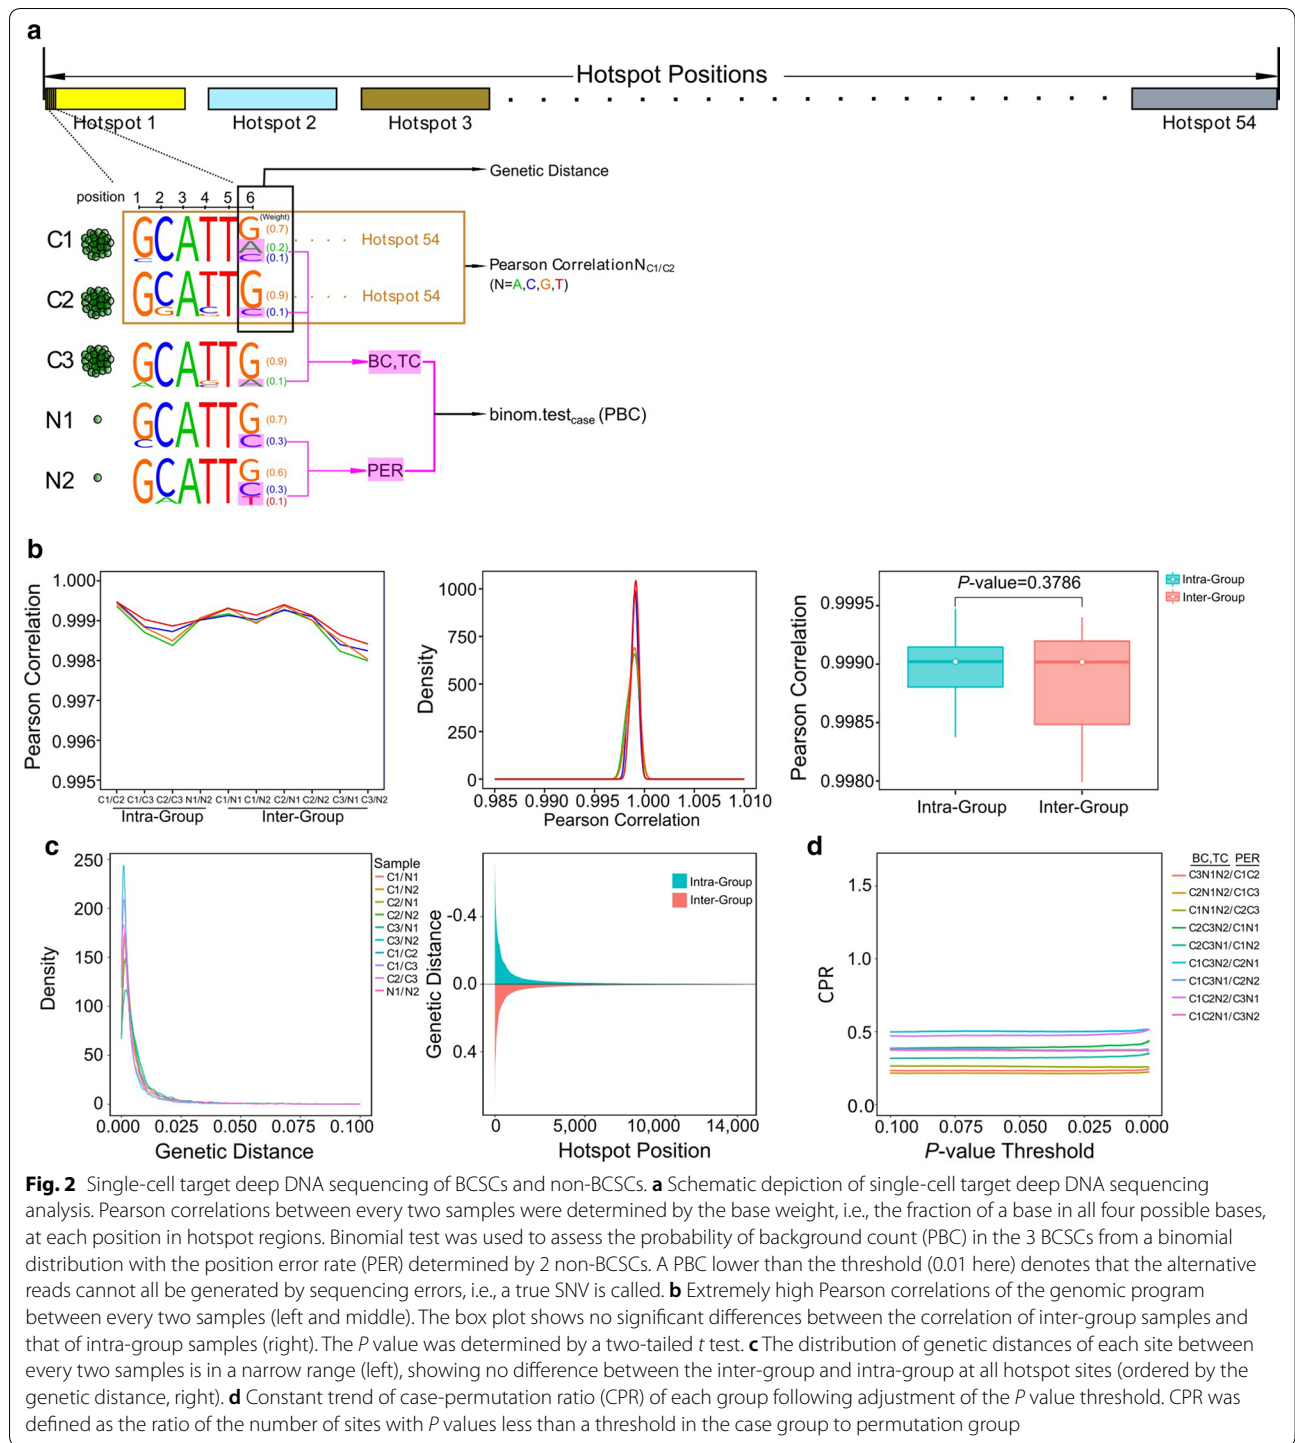 a
Hotspot Positions
Hotspot 1 Hotspot 2 Hotspot 3 Hotspot 54
Genetic Distance
position 1 2 3 4 5 6
(Weight)
C1 GCATTG (0.7) Hotspot 54
C A (0.2)
C (0.1)
Pearson Correlation N C1/C2
(N=A,C,G,T)
C2 GCATTG (0.9) Hotspot 54
G C C (0.1)
C3 GCATTG (0.9) BC,TC
A A (0.1)
binom.test case (PBC)
N1 GCATTG (0.7)
C C (0.3)
PER
N2 GCATTG (0.6)
A C (0.3)
T (0.1)
b
Pearson Correlation
1.000
0.999
0.998
0.997
0.996
0.995
C1/C2 C1/C3 C2/C3 N1/N2 C1/N1 C1/N2 C2/N1 C2/N2 C3/N1 C3/N2
Intra-Group Inter-Group
Density
1000
750
500
250
0
0.985 0.990 0.995 1.000 1.005 1.010
Pearson Correlation
Pearson Correlation
P-value=0.3786
0.9995
0.9990
0.9985
0.9980
Intra-Group Inter-Group
Intra-Group
Inter-Group
c
Density
250
200
150
100
50
0
0.000 0.025 0.050 0.075 0.100
Genetic Distance
Sample
C1/N1
C1/N2
C2/N1
C2/N2
C3/N1
C3/N2
C1/C2
C1/C3
C2/C3
N1/N2
Genetic Distance
-0.4
0.0
0.4
0 5,000 10,000 14,000
Hotspot Position
Intra-Group
Inter-Group
d
CPR
1.5
1.0
0.5
0.0
0.100 0.075 0.050 0.025 0.000
P-value Threshold
BC,TC PER
C3N1N2/C1C2
C2N1N2/C1C3
C1N1N2/C2C3
C2C3N2/C1N1
C2C3N1/C1N2
C1C3N2/C2N1
C1C3N1/C2N2
C1C2N2/C3N1
C1C2N1/C3N2
Fig. 2 Single-cell target deep DNA sequencing of BCSCs and non-BCSCs. a Schematic depiction of single-cell target deep DNA sequencing
analysis. Pearson correlations between every two samples were determined by the base weight, i.e., the fraction of a base in all four possible bases,
at each position in hotspot regions. Binomial test was used to assess the probability of background count (PBC) in the 3 BCSCs from a binomial
distribution with the position error rate (PER) determined by 2 non-BCSCs. A PBC lower than the threshold (0.01 here) denotes that the alternative
reads cannot all be generated by sequencing errors, i.e., a true SNV is called. b Extremely high Pearson correlations of the genomic program
between every two samples (left and middle). The box plot shows no significant differences between the correlation of inter-group samples and
that of intra-group samples (right). The P value was determined by a two-tailed t test. c The distribution of genetic distances of each site between
every two samples is in a narrow range (left), showing no difference between the inter-group and intra-group at all hotspot sites (ordered by the
genetic distance, right). d Constant trend of case-permutation ratio (CPR) of each group following adjustment of the P value threshold. CPR was
defined as the ratio of the number of sites with P values less than a threshold in the case group to permutation group